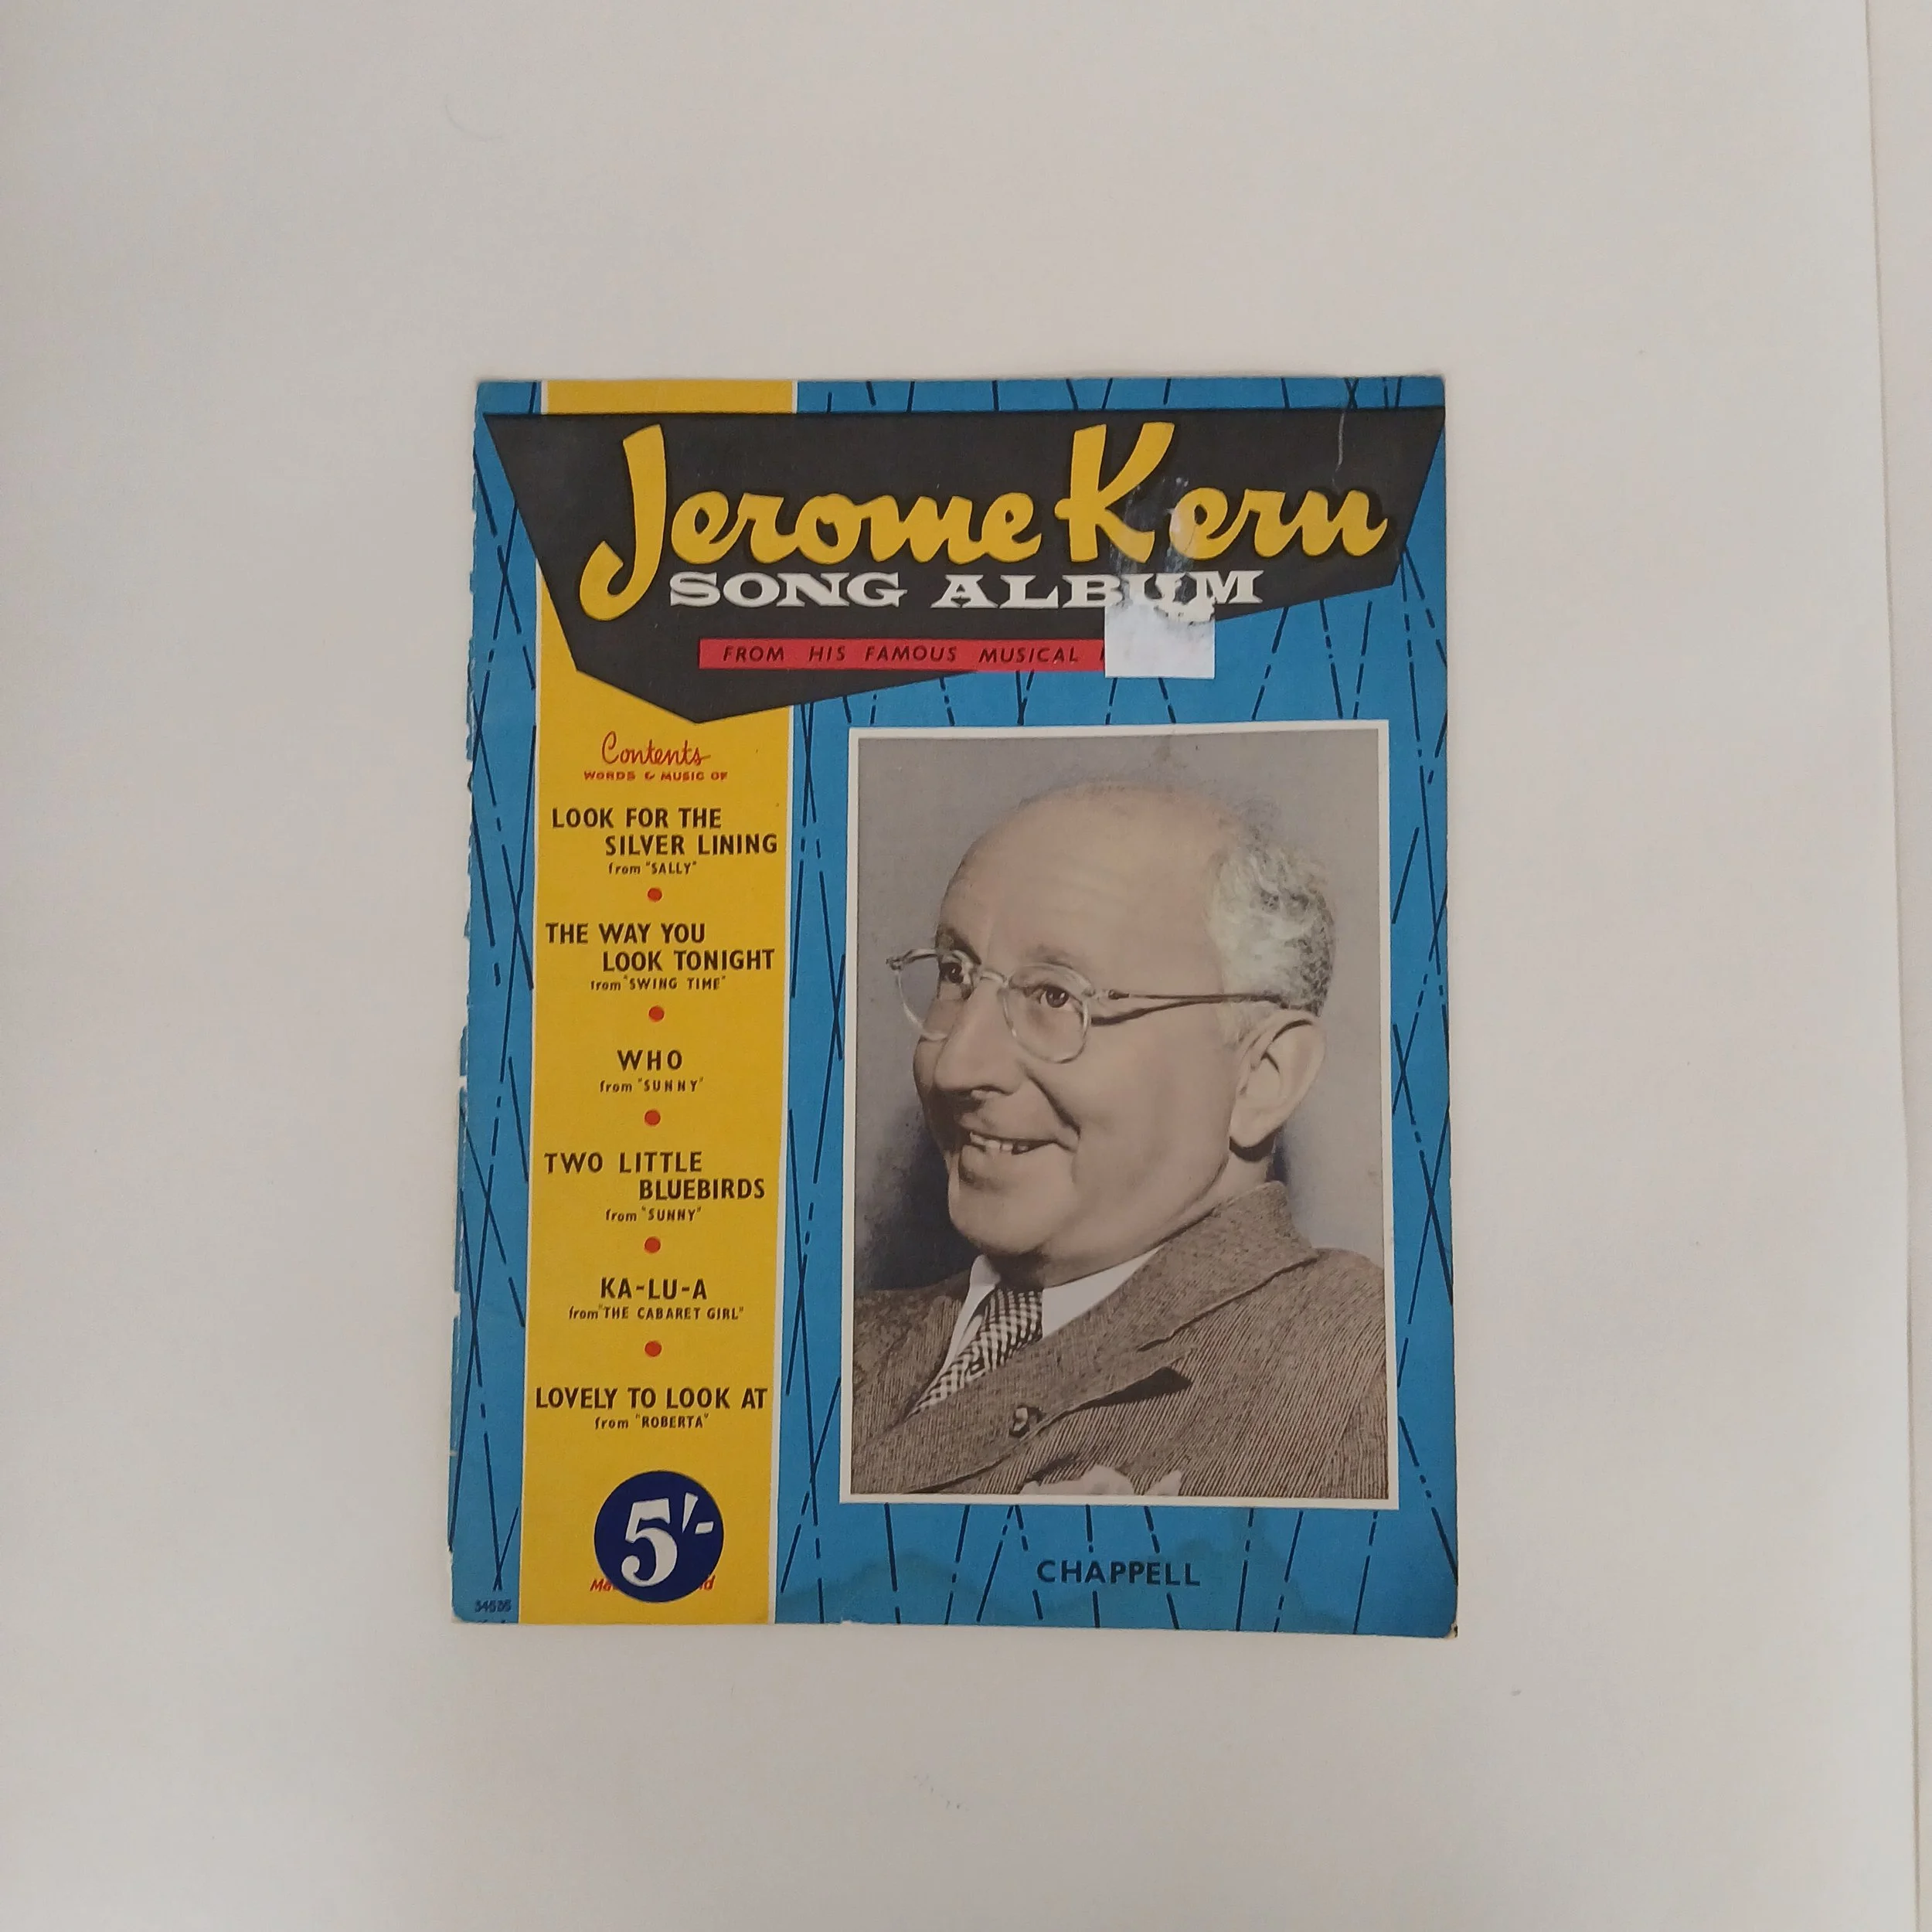 Jerome Kern
SONG ALBUM
FROM HIS FAMOUS MUSICAL
Contents
WORDS & MUSIC OF
LOOK FOR THE
SILVER LINING
from "SALLY"
THE WAY YOU
LOOK TONIGHT
from "SWING TIME"
WHO
from "SUNNY"
TWO LITTLE
BLUEBIRDS
from "SUNNY"
KA-LU-A
from "THE CABARET GIRL"
LOVELY TO LOOK AT
from "ROBERTA"
5/-
34535
CHAPPELL